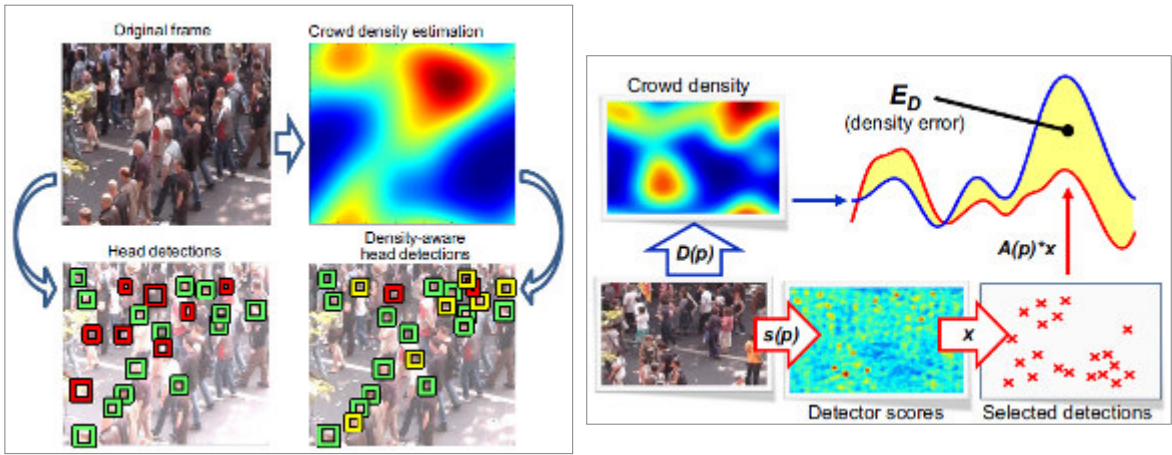 Original frame
Crowd density estimation
Head detections
Density-aware
head detections
Crowd density
E_D
(density error)
D(p)
A(p)*x
s(p)
x
Detector scores
Selected detections